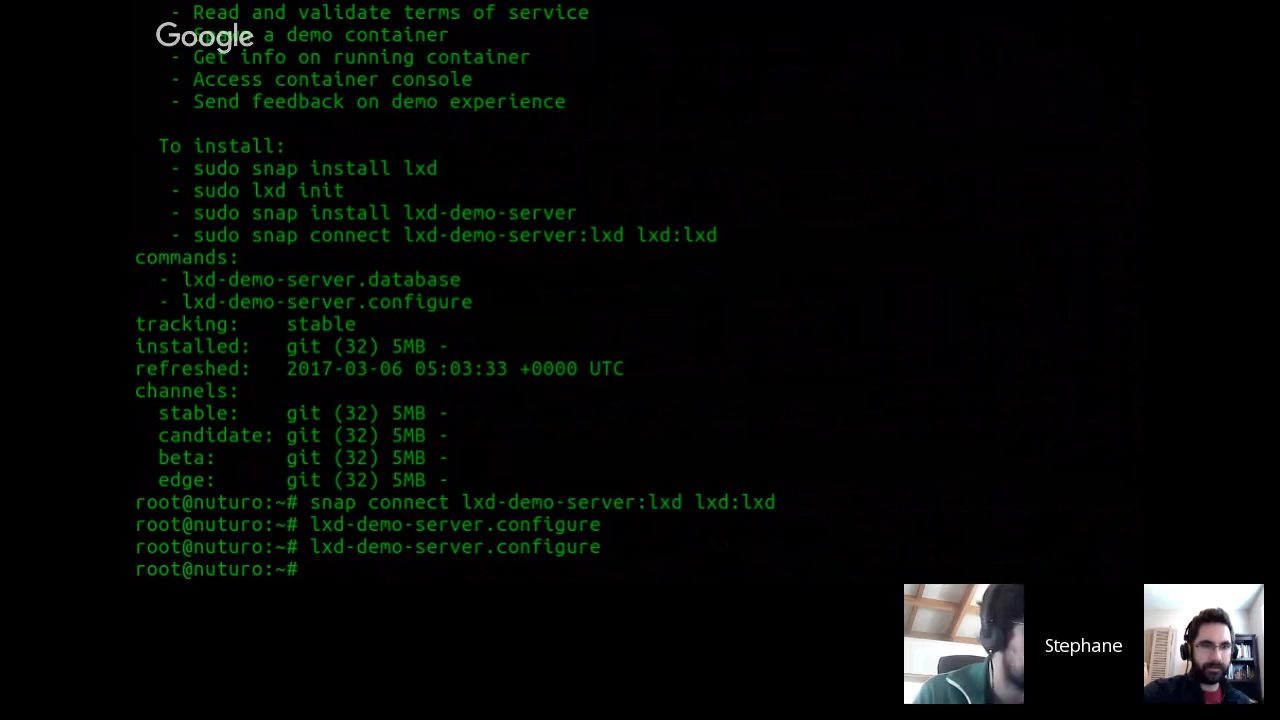 - Read and validate terms of service
Google
a demo container
- Get info on running container
- Access container console
- Send feedback on demo experience
To install:
- sudo snap install lxd
- sudo lxd init
- sudo snap install lxd-demo-server
- sudo snap connect lxd-demo-server:lxd lxd:lxd
commands:
- lxd-demo-server.database
- lxd-demo-server.configure
tracking: stable
installed: git (32) 5MB -
refreshed: 2017-03-06 05:03:33 +0000 UTC
channels:
stable: git (32) 5MB -
candidate: git (32) 5MB -
beta: git (32) 5MB -
edge: git (32) 5MB -
root@nuturo:~# snap connect lxd-demo-server:lxd lxd:lxd
root@nuturo:~# lxd-demo-server.configure
root@nuturo:~# lxd-demo-server.configure
root@nuturo:~#
Stephane